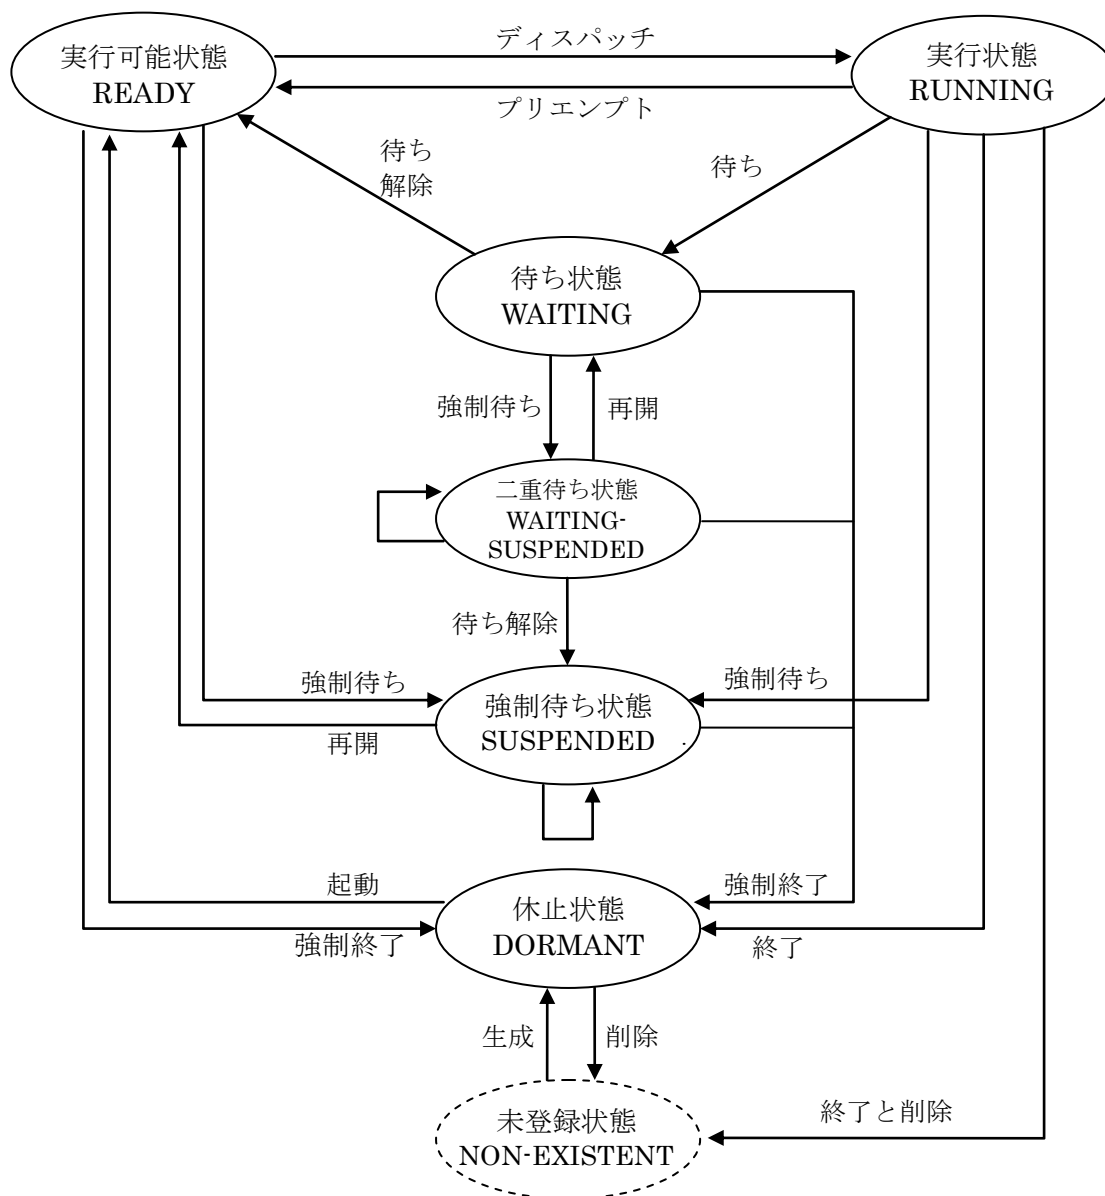 実行可能状態
READY
ディスパッチ
プリエンプト
実行状態
RUNNING
待ち
解除
待ち
待ち状態
WAITING
強制待ち
再開
二重待ち状態
WAITING-
SUSPENDED
待ち解除
強制待ち
強制待ち
強制待ち状態
SUSPENDED
再開
起動
強制終了
休止状態
DORMANT
強制終了
終了
生成
削除
未登録状態
NON-EXISTENT
終了と削除